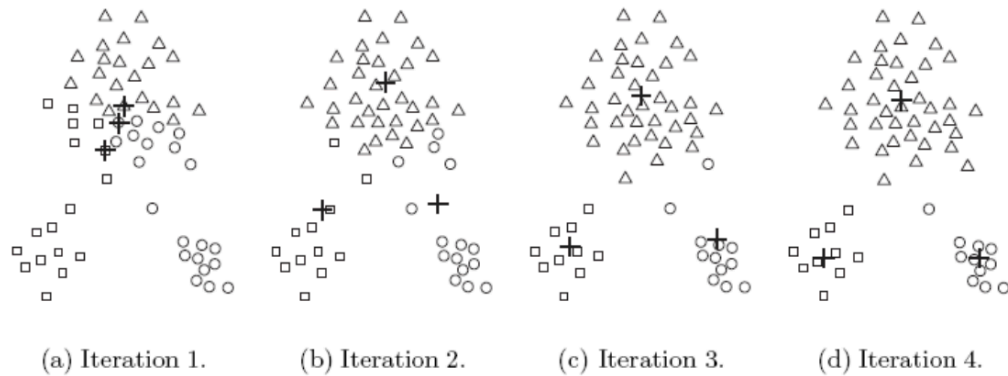 (a) Iteration 1.
(b) Iteration 2.
(c) Iteration 3.
(d) Iteration 4.